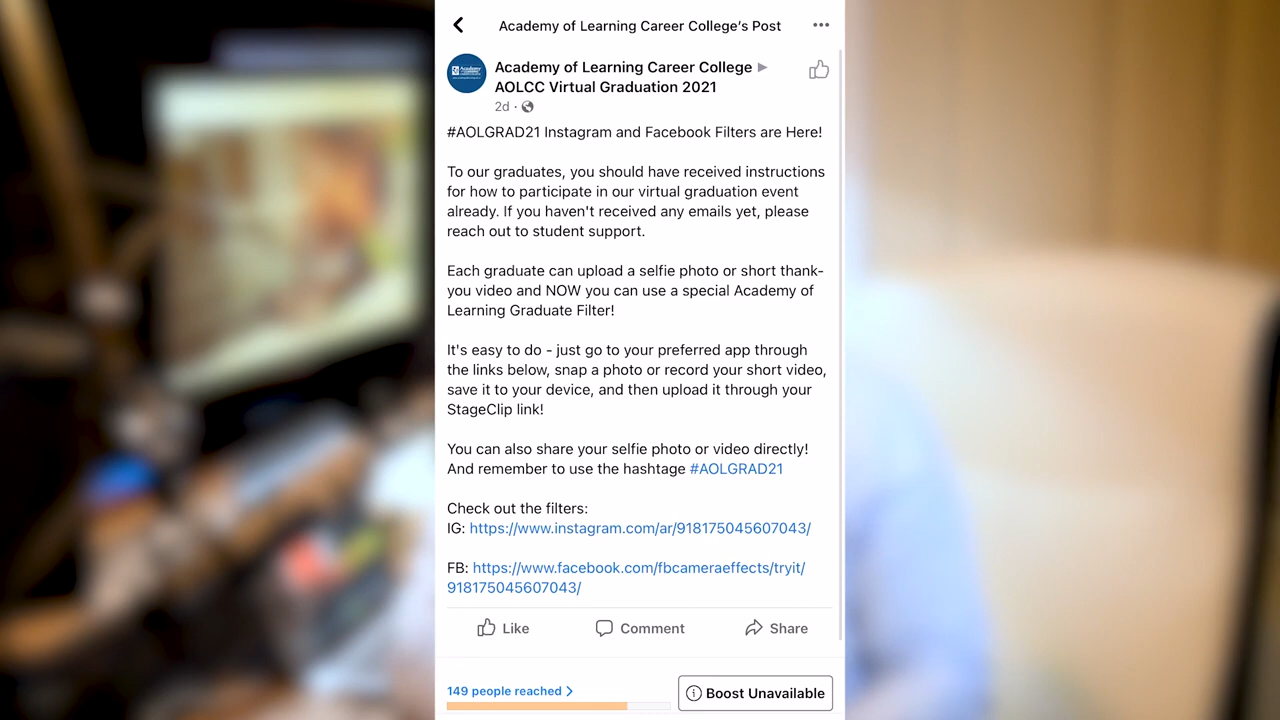 Academy of Learning Career College’s Post
Academy of Learning Career College
AOLCC Virtual Graduation 2021
2d ·
#AOLGRAD21 Instagram and Facebook Filters are Here!
To our graduates, you should have received instructions
for how to participate in our virtual graduation event
already. If you haven't received any emails yet, please
reach out to student support.
Each graduate can upload a selfie photo or short thank-
you video and NOW you can use a special Academy of
Learning Graduate Filter!
It's easy to do - just go to your preferred app through
the links below, snap a photo or record your short video,
save it to your device, and then upload it through your
StageClip link!
You can also share your selfie photo or video directly!
And remember to use the hashtage #AOLGRAD21
Check out the filters:
IG: https://www.instagram.com/ar/918175045607043/
FB: https://www.facebook.com/fbcameraeffects/tryit/
918175045607043/
Like
Comment
Share
149 people reached
Boost Unavailable